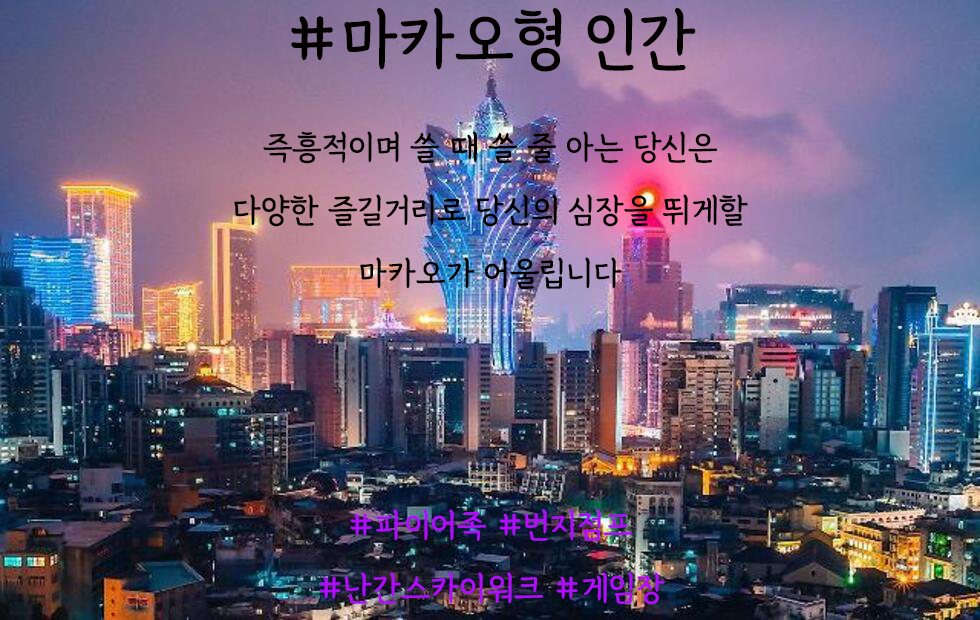 #마카오형 인간
즉흥적이며 쓸 때 쓸 줄 아는 당신은
다양한 즐길거리로 당신의 심장을 뛰게할
마카오가 어울립니다
#파이어족 #번지점프
#난간스카이워크 #게임장